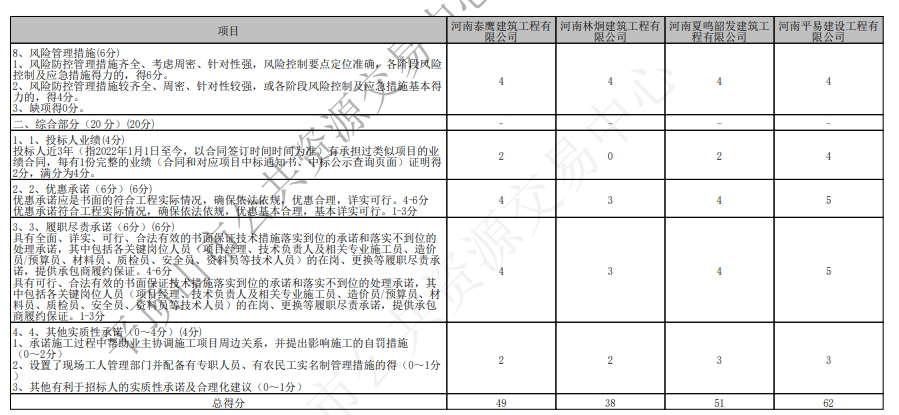 项目 河南泰鹰建筑工程有限公司 河南林炯建筑工程有限公司 河南夏鸣韶发建筑工程有限公司 河南平易建设工程有限公司
8、风险管理措施(6分)
1、风险防控管理措施齐全、考虑周密、针对性强，风险控制要点定位准确，各阶段风险
控制及应急措施得力的，得6分。
2、风险防控管理措施较齐全、周密、针对性较强，或各阶段风险控制及应急措施基本得
力的，得4分。
3、缺项得0分。
4 4 4 4
二、综合部分（20分）(20分)
- - - -
1、1、投标人业绩(4分)
投标人近3年（指2022年1月1日至今，以合同签订时间时间为准）有承担过类似项目的业
绩合同，每有1份完整的业绩（合同和对应项目中标通知书、中标公示查询页面）证明得
2分，满分为4分。
2 0 2 4
2、2、优惠承诺（6分）(6分)
优惠承诺应是书面的符合工程实际情况，确保依法依规，优惠合理，详实可行。4-6分
优惠承诺符合工程实际情况，确保依法依规，优惠基本合理，基本详实可行。1-3分
4 3 4 5
3、3、履职尽责承诺（6分）(6分)
具有全面、详实、可行、合法有效的书面保证技术措施落实到位的承诺和落实不到位的
处理承诺，其中包括各关键岗位人员（项目经理、技术负责人及相关专业施工员、造价
员/预算员、材料员、质检员、安全员、资料员等技术人员）的在岗、更换等履职尽责承
诺，提供承包商履约保证。4-6分
具有可行、合法有效的书面保证技术措施落实到位的承诺和落实不到位的处理承诺，其
中包括各关键岗位人员（项目经理、技术负责人及相关专业施工员、造价员/预算员、材
料员、质检员、安全员、资料员等技术人员）的在岗、更换等履职尽责承诺，提供承包
商履约保证。1-3分
4 3 4 5
4、4、其他实质性承诺（0～4分）(4分)
1、承诺施工过程中帮助业主协调施工项目周边关系，并提出影响施工的自罚措施
（0～2分）
2、设置了现场工人管理部门并配备有专职人员、有农民工实名制管理措施的得（0～1分
）
3、其他有利于招标人的实质性承诺及合理化建议（0～1分）
2 2 3 3
总得分 49 38 51 62
平顶山市公共资源交易中心
市公共资源交易中心